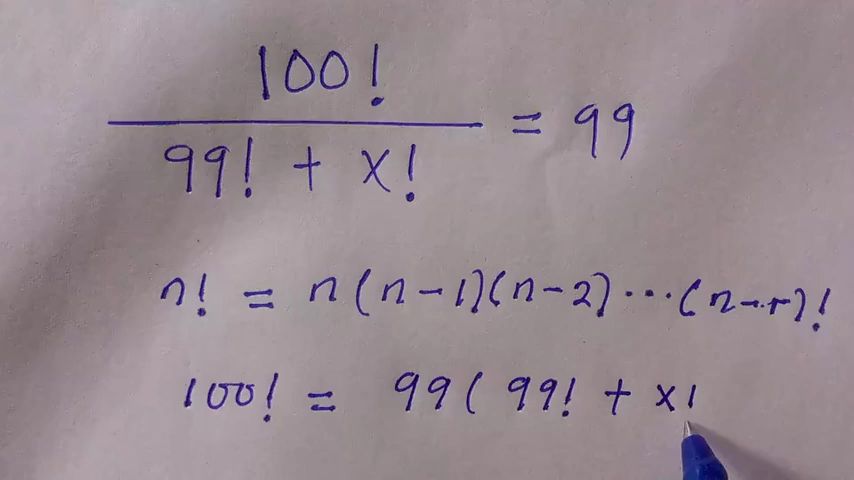 100!
99! + x! = 99
n! = n(n-1)(n-2)...(n-r)!
100! = 99(99! + x!